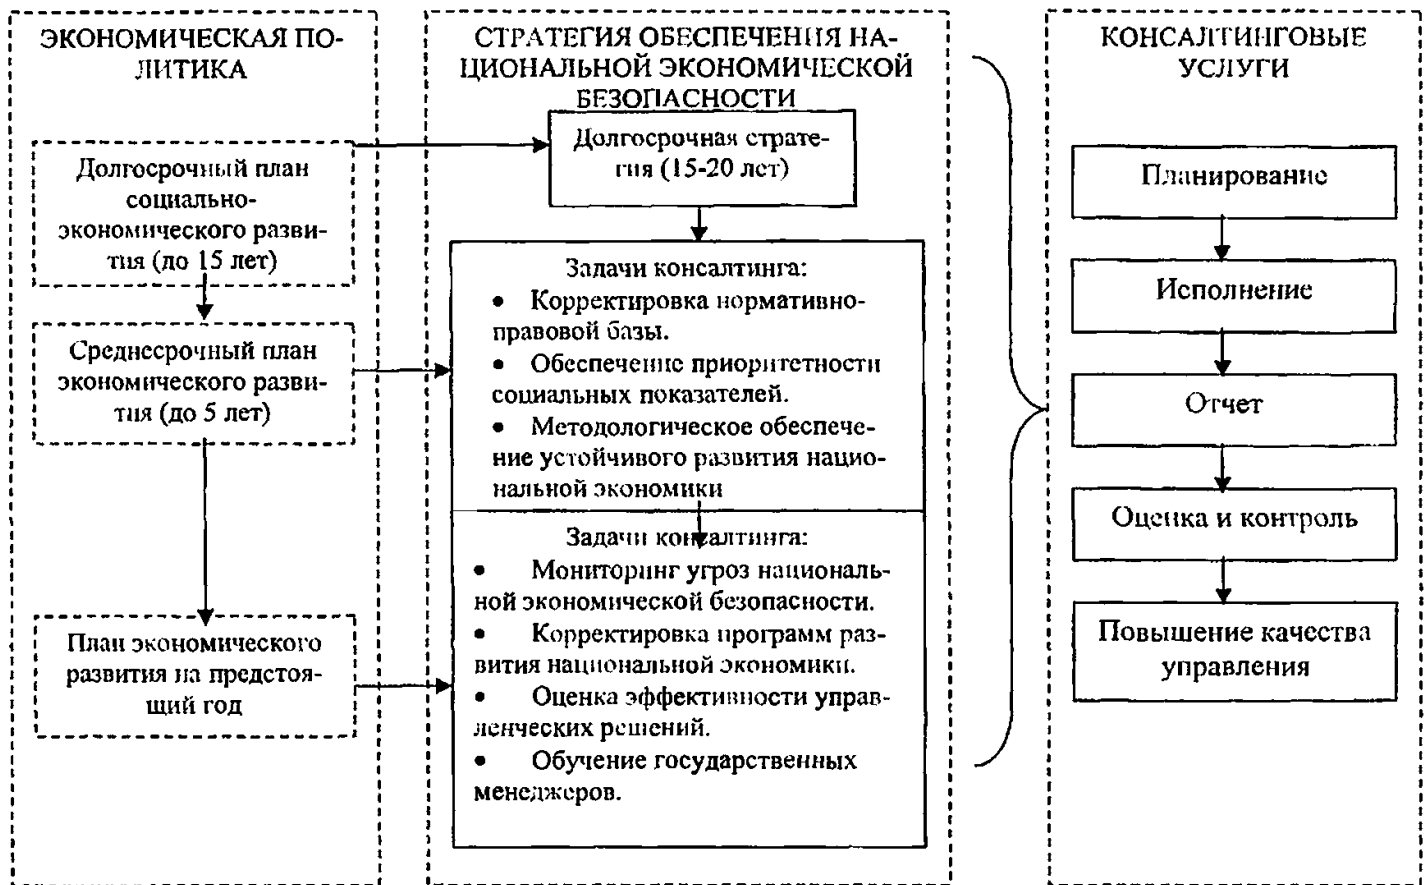 ЭКОНОМИЧЕСКАЯ ПО-
ЛИТИКА
Долгосрочный план
социально-
экономического разви-
тия (до 15 лет)
Среднесрочный план
экономического разви-
тия (до 5 лет)
План экономического
развития на предстоя-
щий год
СТРАТЕГИЯ ОБЕСПЕЧЕНИЯ НА-
ЦИОНАЛЬНОЙ ЭКОНОМИЧЕСКОЙ
БЕЗОПАСНОСТИ
Долгосрочная страте-
гия (15-20 лет)
Задачи консалтинга:
• Корректировка нормативно-
правовой базы.
• Обеспечение приоритетности
социальных показателей.
• Методологическое обеспече-
ние устойчивого развития нацио-
нальной экономики
Задачи консалтинга:
• Мониторинг угроз националь-
ной экономической безопасности.
• Корректировка программ раз-
вития национальной экономики.
• Оценка эффективности управ-
ленческих решений.
• Обучение государственных
менеджеров.
КОНСАЛТИНГОВЫЕ
УСЛУГИ
Планирование
Исполнение
Отчет
Оценка и контроль
Повышение качества
управления